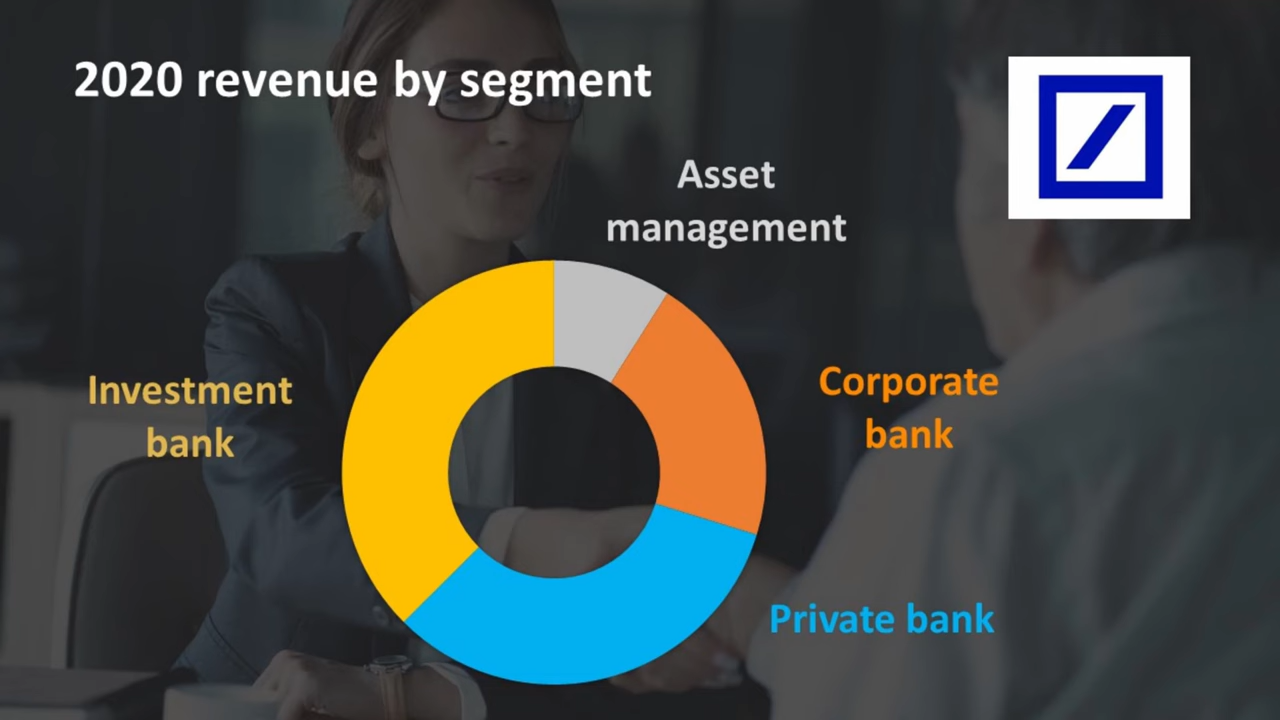 2020 revenue by segment
Asset
management
Investment
bank
Corporate
bank
Private bank